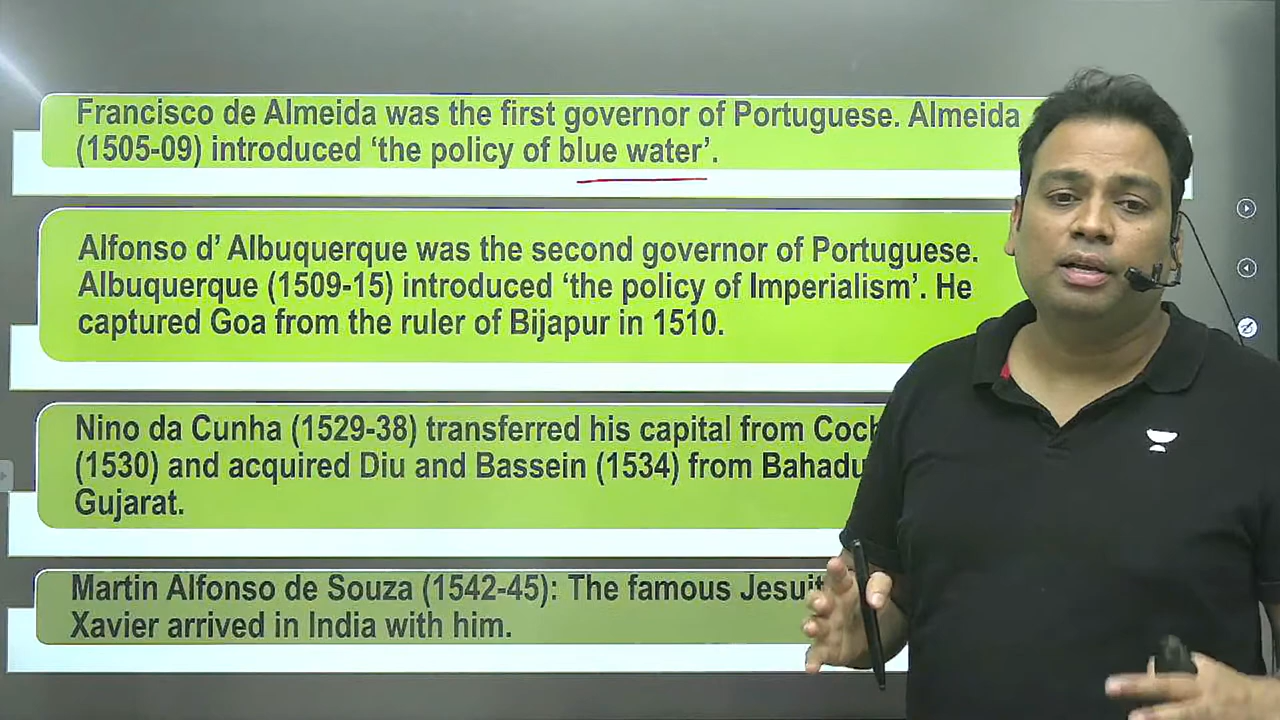 Francisco de Almeida was the first governor of Portuguese. Almeida
(1505-09) introduced ‘the policy of blue water’.
Alfonso d’ Albuquerque was the second governor of Portuguese.
Albuquerque (1509-15) introduced ‘the policy of Imperialism’. He
captured Goa from the ruler of Bijapur in 1510.
Nino da Cunha (1529-38) transferred his capital from
(1530) and acquired Diu and Bassein (1534) from
Gujarat.
Martin Alfonso de Souza (1542-45): The famous
Xavier arrived in India with him.